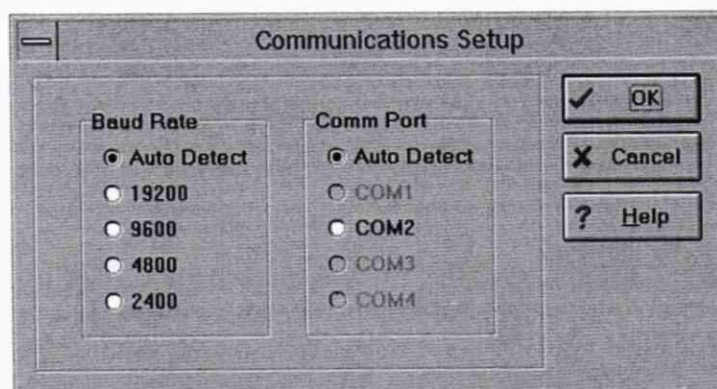 Communications Setup
Baud Rate
Auto Detect
19200
9600
4800
2400
Comm Port
Auto Detect
COM1
COM2
COM3
COM4
OK
Cancel
Help